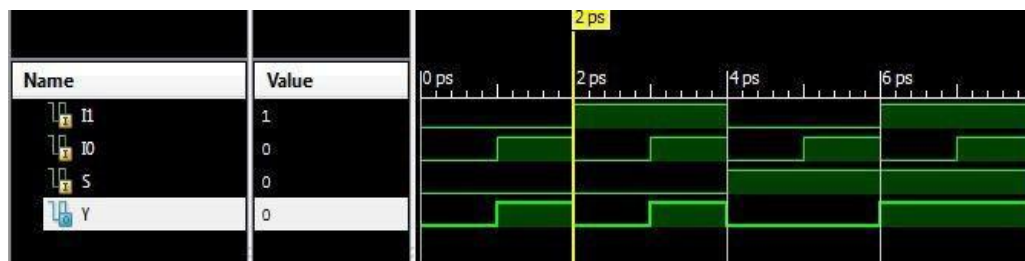 2 ps
Name Value 0 ps 2 ps 4 ps 6 ps
I1 1
I0 0
S 0
Y 0